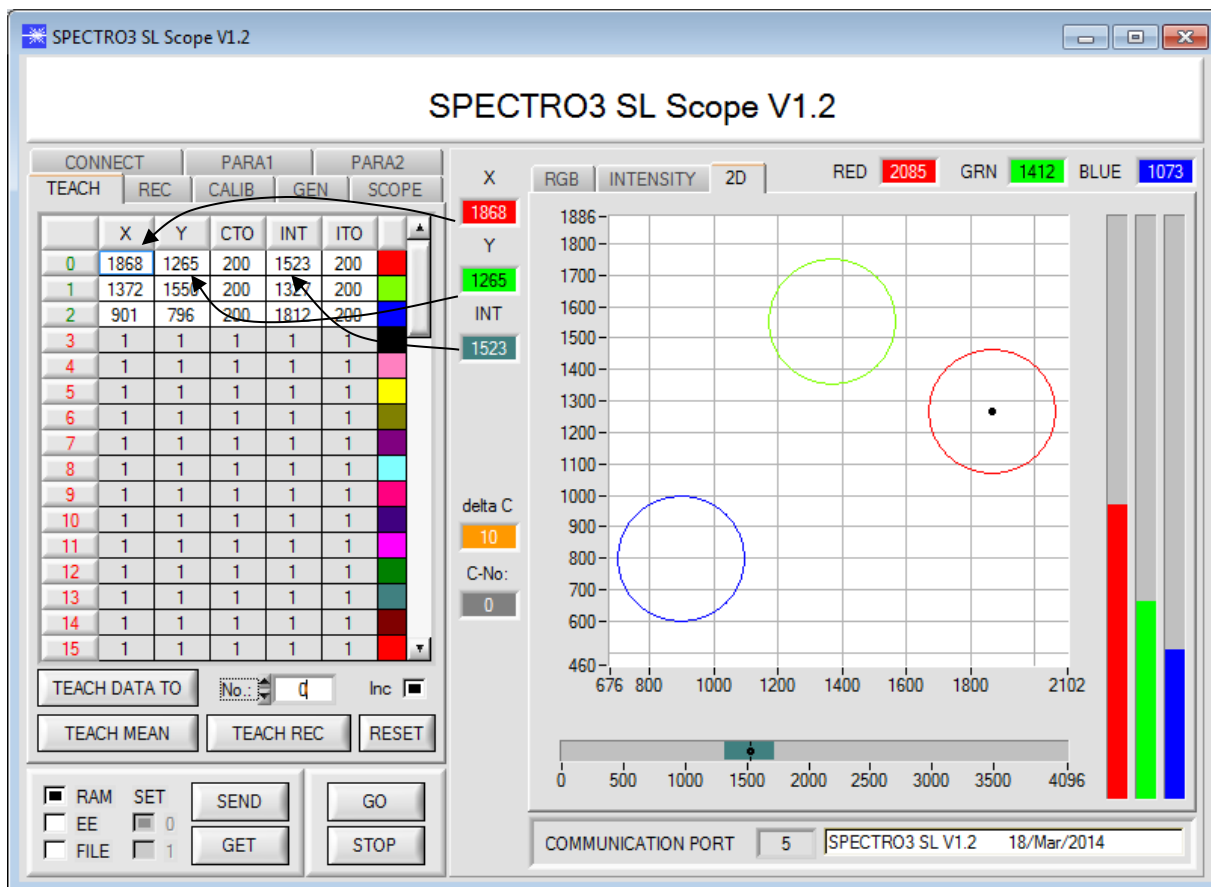 SPECTRO3 SL Scope V1.2
SPECTRO3 SL Scope V1.2
CONNECT PARA1 PARA2
TEACH REC CALIB GEN SCOPE
X Y CTO INT ITO
0 1868 1265 200 1523 200
1 1372 1550 200 1327 200
2 901 796 200 1812 200
3 1 1 1 1 1
4 1 1 1 1 1
5 1 1 1 1 1
6 1 1 1 1 1
7 1 1 1 1 1
8 1 1 1 1 1
9 1 1 1 1 1
10 1 1 1 1 1
11 1 1 1 1 1
12 1 1 1 1 1
13 1 1 1 1 1
14 1 1 1 1 1
15 1 1 1 1 1
TEACH DATA TO No.: 0 Inc
TEACH MEAN TEACH REC RESET
RAM SET SEND GO
EE 0
FILE 1 GET STOP
X
1868
Y
1265
INT
1523
delta C
10
C-No:
0
RGB INTENSITY 2D RED 2085 GRN 1412 BLUE 1073
1886
1800
1700
1600
1500
1400
1300
1200
1100
1000
900
800
700
600
460
676 800 1000 1200 1400 1600 1800 2102
0 500 1000 1500 2000 2500 3000 3500 4096
COMMUNICATION PORT 5 SPECTRO3 SL V1.2 18/Mar/2014